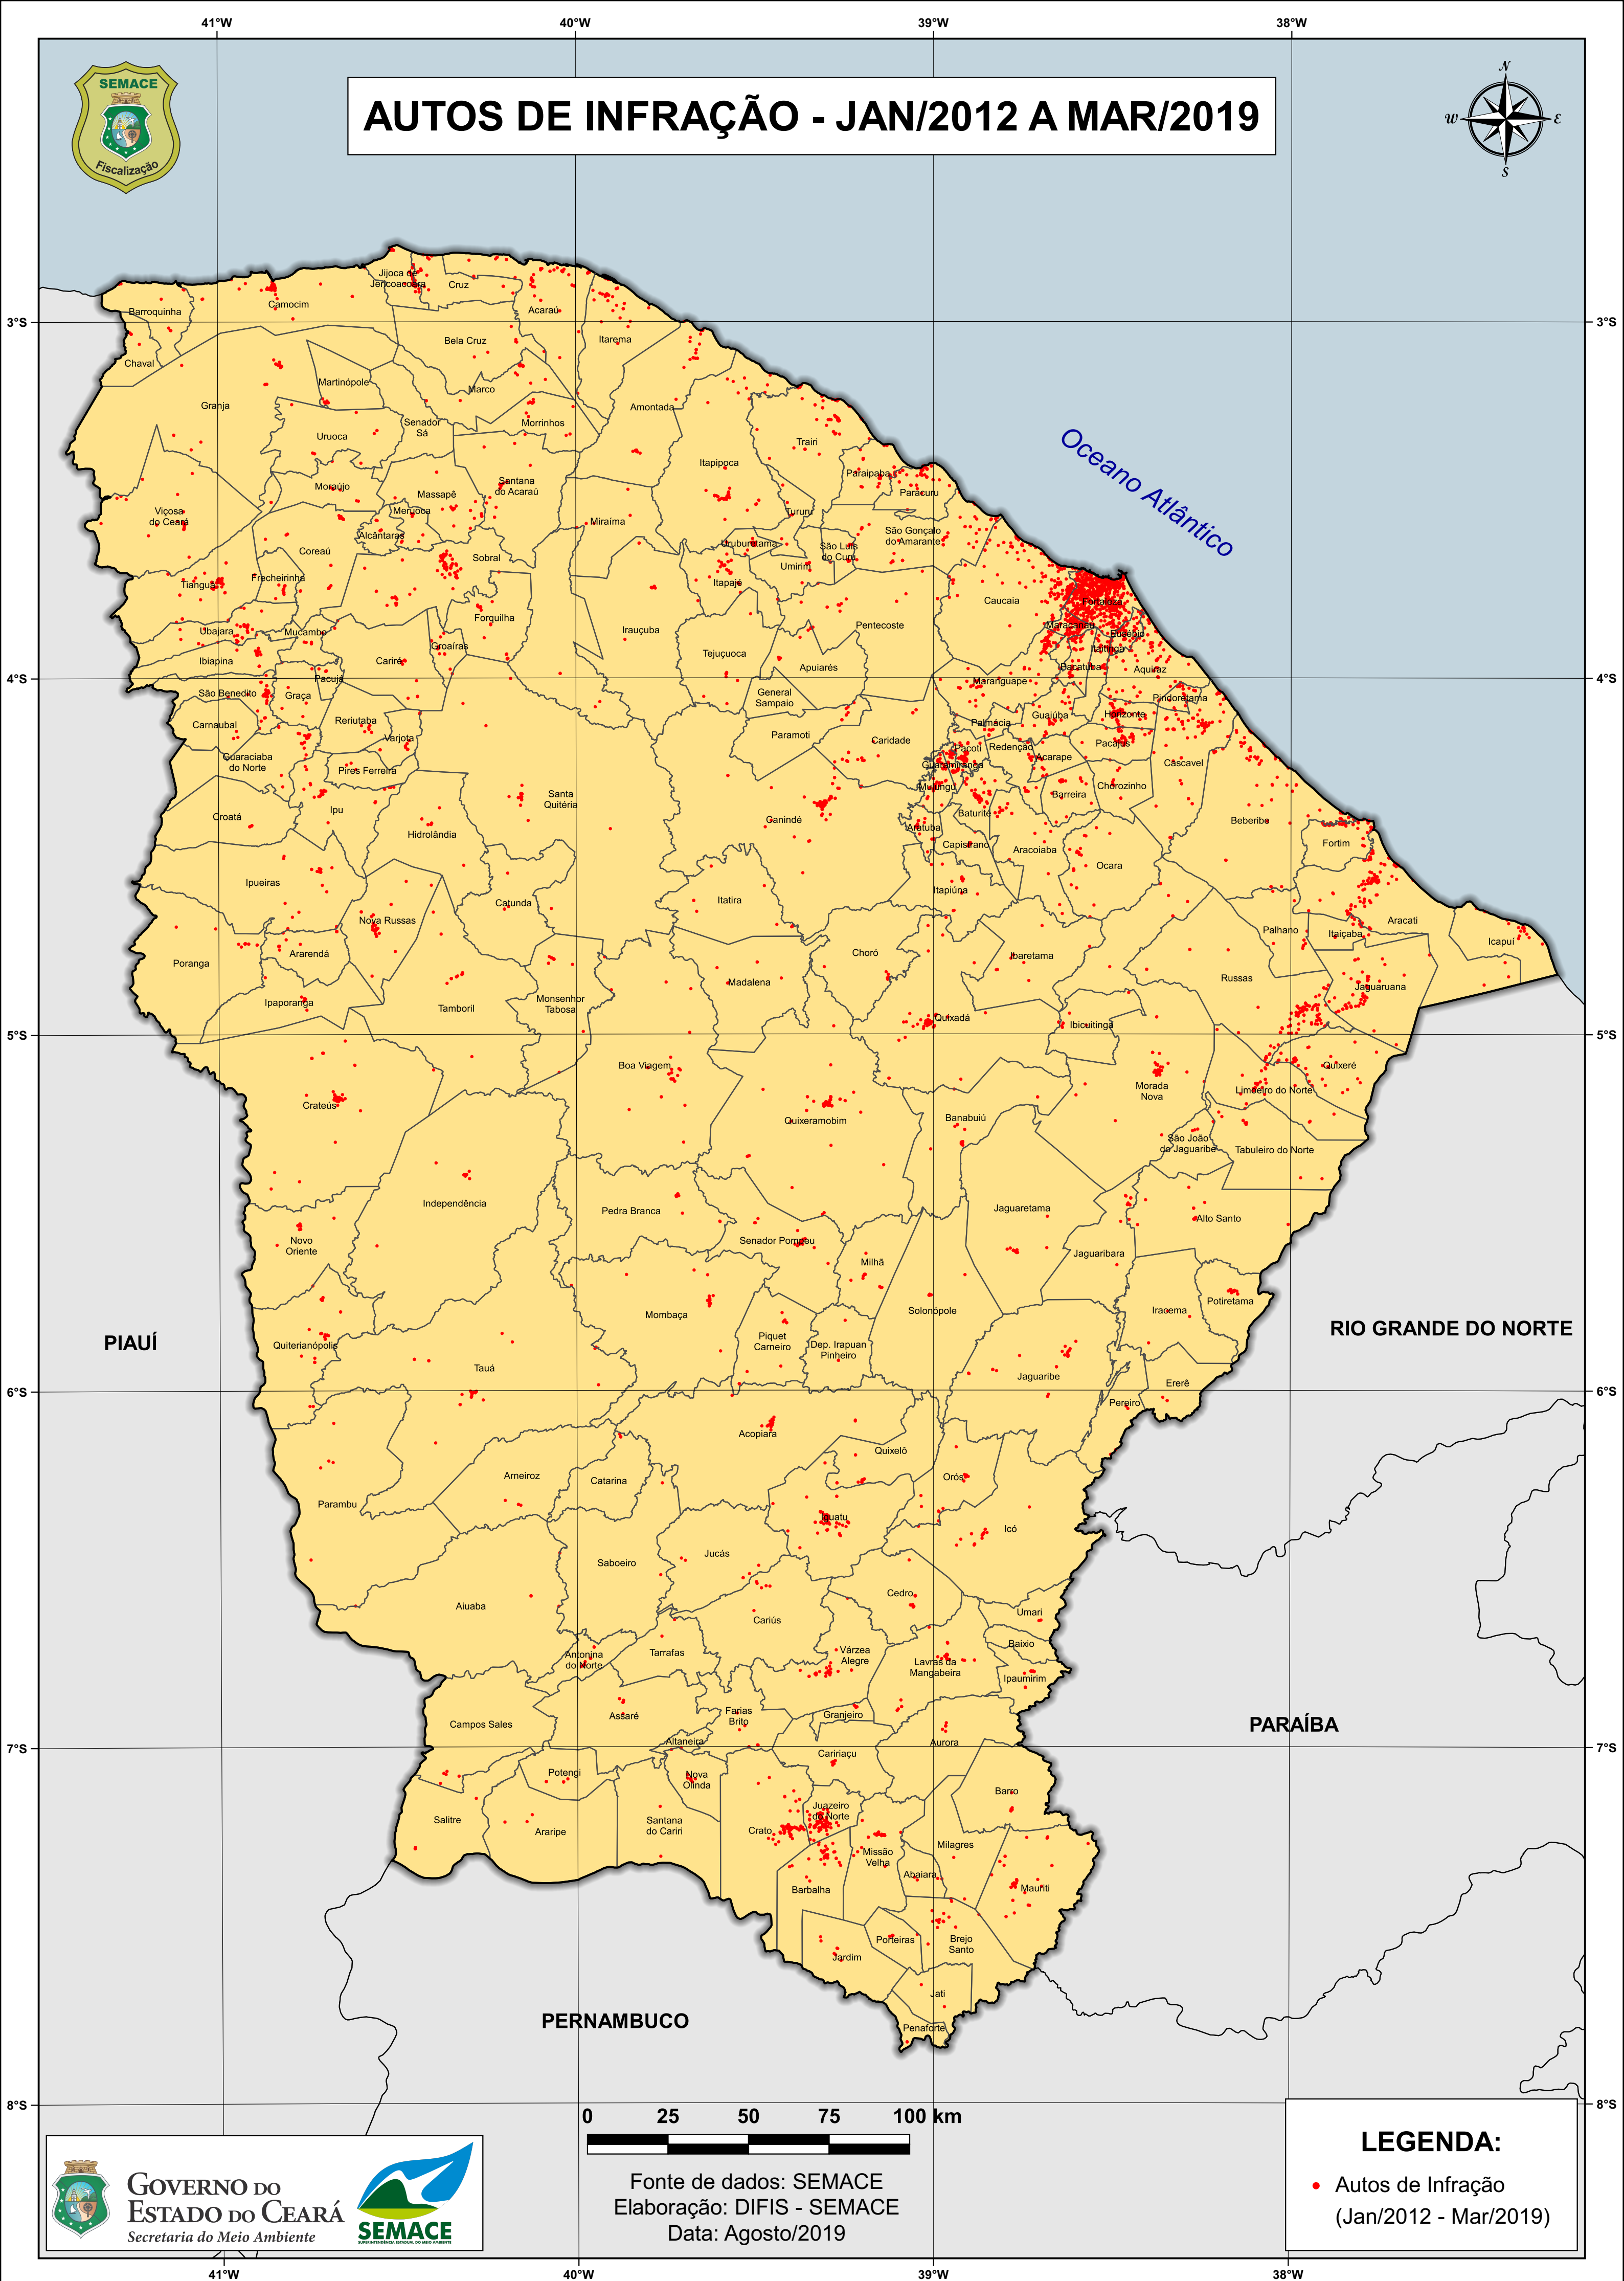 41°W
40°W
39°W
38°W
SEMACE
Fiscalização
AUTOS DE INFRAÇÃO - JAN/2012 A MAR/2019
N
W
E
S
Jijoca de
Jericoacoara
Cruz
Camocim
Barroquinha
Acaraú
3°S
3°S
Bela Cruz
Itarema
Chaval
Martinópole
Marco
Granja
Amontada
Senador
Sá
Morrinhos
Uruoca
Trairi
Oceano Atlântico
Itapipoca
Paraipaba
Moraújo
Massapê
Santana
do Acaraú
Paracuru
Viçosa
do Ceará
Meruoca
Tururu
Miraíma
Alcântaras
São Gonçalo
do Amarante
Uruburetama
São Luís
do Curu
Coreaú
Sobral
Umirim
Tianguá
Frecheirinha
Itapajé
Caucaia
Fortaleza
Forquilha
Pentecoste
Maracanaú
Ubajara
Mucambo
Irauçuba
Eusébio
Groaíras
Itaitinga
Tejuçuoca
Ibiapina
Cariré
Apuiarés
Pacatuba
Aquiraz
Pacujá
Maranguape
4°S
4°S
São Benedito
Graça
General
Sampaio
Pindoretama
Guaiúba
Horizonte
Carnaubal
Reriutaba
Palmácia
Varjota
Paramoti
Caridade
Pacoti
Redenção
Pacajus
Guaraciaba
do Norte
Acarape
Cascavel
Guaramiranga
Pires Ferreira
Mulungu
Chorozinho
Barreira
Santa
Quitéria
Ipu
Croatá
Canindé
Baturité
Beberibe
Aratuba
Hidrolândia
Capistrano
Fortim
Aracoiaba
Ocara
Ipueiras
Itapiúna
Itatira
Catunda
Nova Russas
Aracati
Palhano
Itaiçaba
Icapuí
Ararendá
Choró
Ibaretama
Poranga
Madalena
Russas
Jaguaruana
Ipaporanga
Tamboril
Monsenhor
Tabosa
Quixadá
Ibicuitinga
5°S
5°S
Boa Viagem
Quixeré
Morada
Nova
Limoeiro do Norte
Crateús
Quixeramobim
Banabuiú
São João
do Jaguaribe
Tabuleiro do Norte
Independência
Pedra Branca
Jaguaretama
Alto Santo
Novo
Oriente
Senador Pompeu
Jaguaribara
Milhã
Potiretama
Mombaça
Solonópole
Iracema
PIAUÍ
RIO GRANDE DO NORTE
Quiterianópolis
Piquet
Carneiro
Dep. Irapuan
Pinheiro
Tauá
Jaguaribe
Ererê
6°S
6°S
Pereiro
Acopiara
Quixelô
Arneiroz
Catarina
Orós
Parambu
Iguatu
Icó
Jucás
Saboeiro
Cedro
Aiuaba
Cariús
Umari
Baixio
Antonina
do Norte
Tarrafas
Várzea
Alegre
Lavras da
Mangabeira
Ipaumirim
Farias
Brito
Campos Sales
Assaré
Granjeiro
PARAÍBA
Altaneira
Aurora
7°S
7°S
Caririaçu
Potengi
Nova
Olinda
Barro
Juazeiro
do Norte
Salitre
Araripe
Santana
do Cariri
Crato
Milagres
Missão
Velha
Abaiara
Barbalha
Mauriti
Porteiras
Brejo
Santo
Jardim
Jati
PERNAMBUCO
Penaforte
8°S
8°S
0 25 50 75 100 km
Fonte de dados: SEMACE
Elaboração: DIFIS - SEMACE
Data: Agosto/2019
GOVERNO DO
ESTADO DO CEARÁ
Secretaria do Meio Ambiente
SEMACE
SUPERINTENDÊNCIA ESTADUAL DO MEIO AMBIENTE
LEGENDA:
Autos de Infração
(Jan/2012 - Mar/2019)
41°W
40°W
39°W
38°W